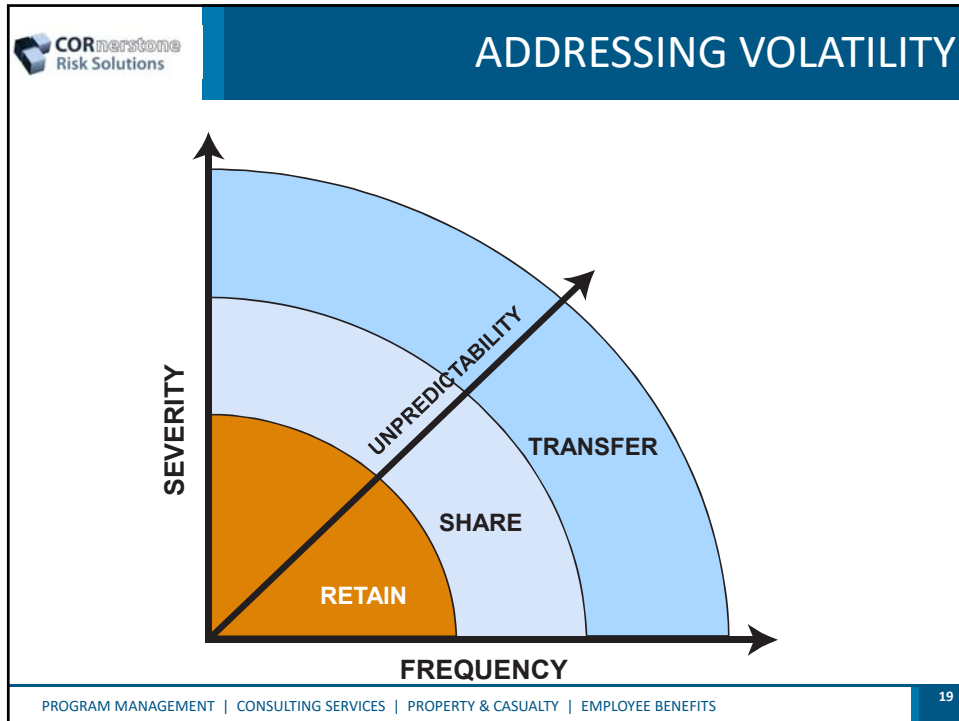 CORnerstone
Risk Solutions
ADDRESSING VOLATILITY
SEVERITY
UNPREDICTABILITY
TRANSFER
SHARE
RETAIN
FREQUENCY
PROGRAM MANAGEMENT | CONSULTING SERVICES | PROPERTY & CASUALTY | EMPLOYEE BENEFITS
19